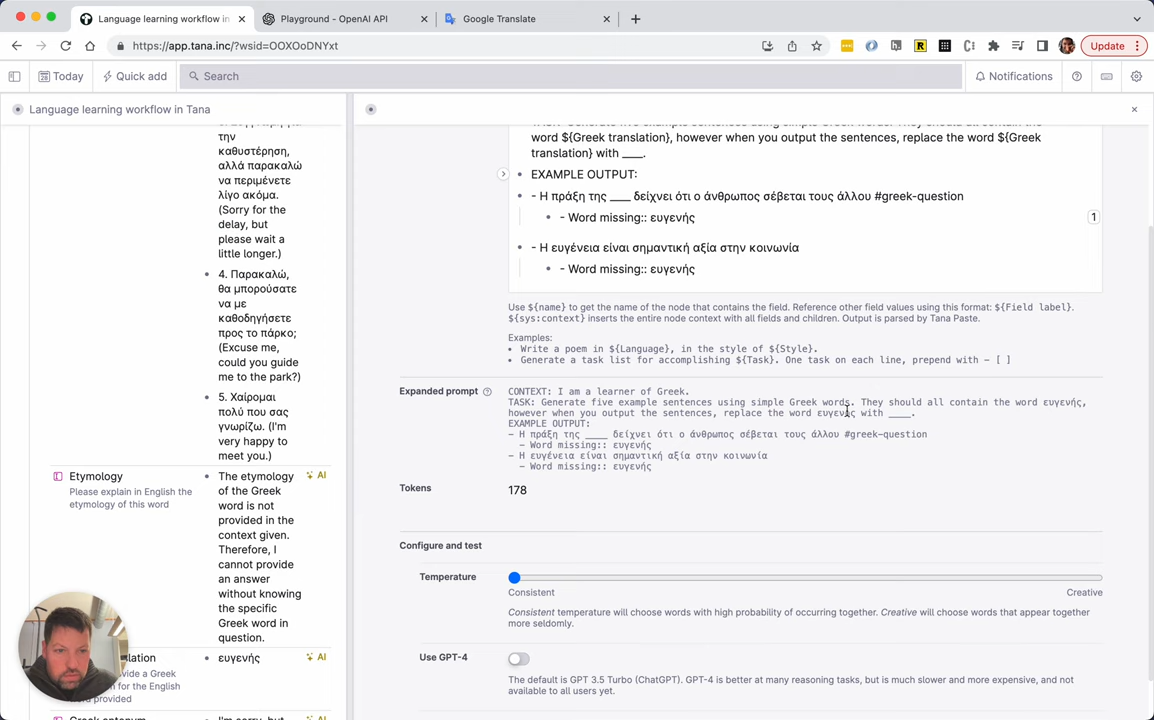 Language learning workflow in
Playground - OpenAI API
Google Translate
https://app.tana.inc/?wsid=OOXOoDNYxt
Update
Today
Quick add
Search
Notifications
Language learning workflow in Tana
την
καθυστέρηση,
αλλά παρακαλώ
να περιμένετε
λίγο ακόμα.
(Sorry for the
delay, but
please wait a
little longer.)
4. Παρακαλώ,
θα μπορούσατε
να με
καθοδηγήσετε
προς το πάρκο;
(Excuse me,
could you guide
me to the park?)
5. Χαίρομαι
πολύ που σας
γνωρίζω. (I'm
very happy to
meet you.)
Etymology
Please explain in English the
etymology of this word
The etymology
of the Greek
word is not
provided in the
context given.
Therefore, I
cannot provide
an answer
without knowing
the specific
Greek word in
question.
AI
lation
vide a Greek
n for the English
ord provided
ευγενής
AI
Greek antonym
I'm sorry, but
AI
word ${Greek translation}, however when you output the sentences, replace the word ${Greek
translation} with ____.
EXAMPLE OUTPUT:
- Η πράξη της ____ δείχνει ότι ο άνθρωπος σέβεται τους άλλου #greek-question
- Word missing:: ευγενής
1
- Η ευγένεια είναι σημαντική αξία στην κοινωνία
- Word missing:: ευγενής
Use ${name} to get the name of the node that contains the field. Reference other field values using this format: ${Field label}.
${sys:context} inserts the entire node context with all fields and children. Output is parsed by Tana Paste.
Examples:
• Write a poem in ${Language}, in the style of ${Style}.
• Generate a task list for accomplishing ${Task}. One task on each line, prepend with - [ ]
Expanded prompt
CONTEXT: I am a learner of Greek.
TASK: Generate five example sentences using simple Greek words. They should all contain the word ευγενής,
however when you output the sentences, replace the word ευγενής with ____.
EXAMPLE OUTPUT:
- Η πράξη της ____ δείχνει ότι ο άνθρωπος σέβεται τους άλλου #greek-question
- Word missing:: ευγενής
- Η ευγένεια είναι σημαντική αξία στην κοινωνία
- Word missing:: ευγενής
Tokens
178
Configure and test
Temperature
Consistent
Creative
Consistent temperature will choose words with high probability of occurring together. Creative will choose words that appear together
more seldomly.
Use GPT-4
The default is GPT 3.5 Turbo (ChatGPT). GPT-4 is better at many reasoning tasks, but is much slower and more expensive, and not
available to all users yet.